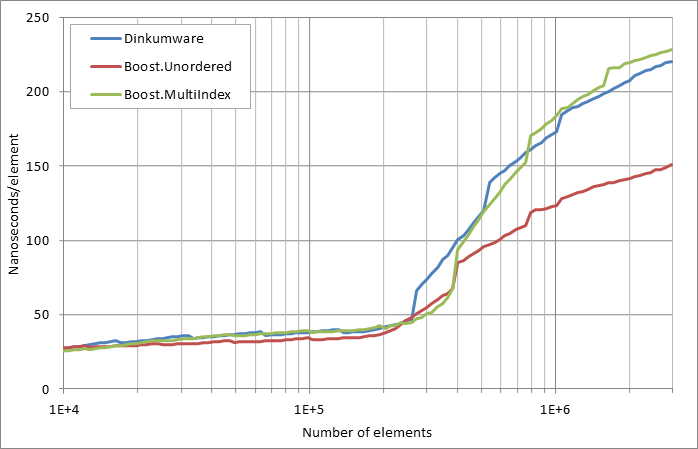 250
200
150
100
50
0
Nanoseconds/element
Dinkumware
Boost.Unordered
Boost.MultiIndex
1E+4
1E+5
1E+6
Number of elements